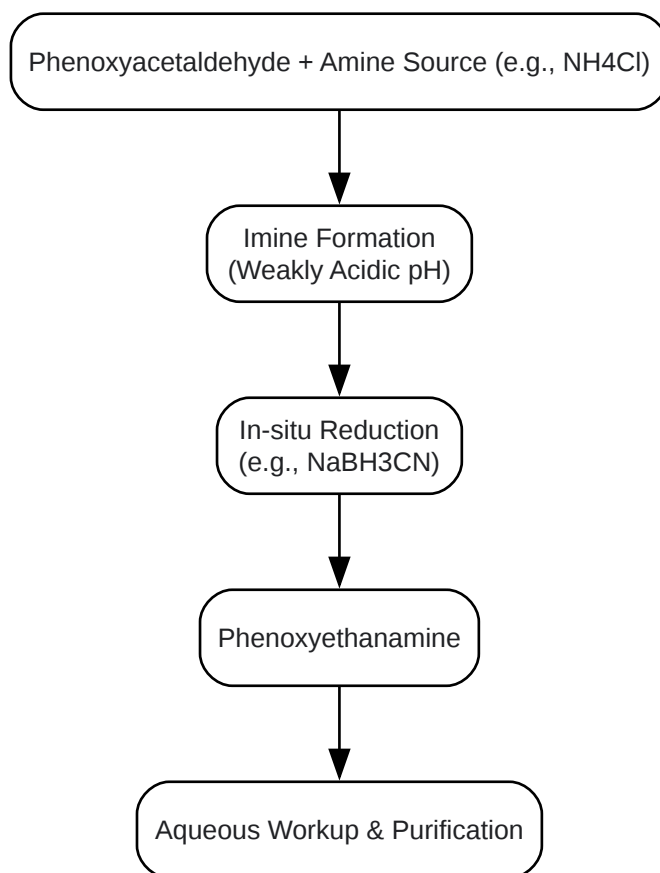 Phenoxyacetaldehyde + Amine Source (e.g., NH4Cl)
Imine Formation
(Weakly Acidic pH)
In-situ Reduction
(e.g., NaBH3CN)
Phenoxyethanamine
Aqueous Workup & Purification